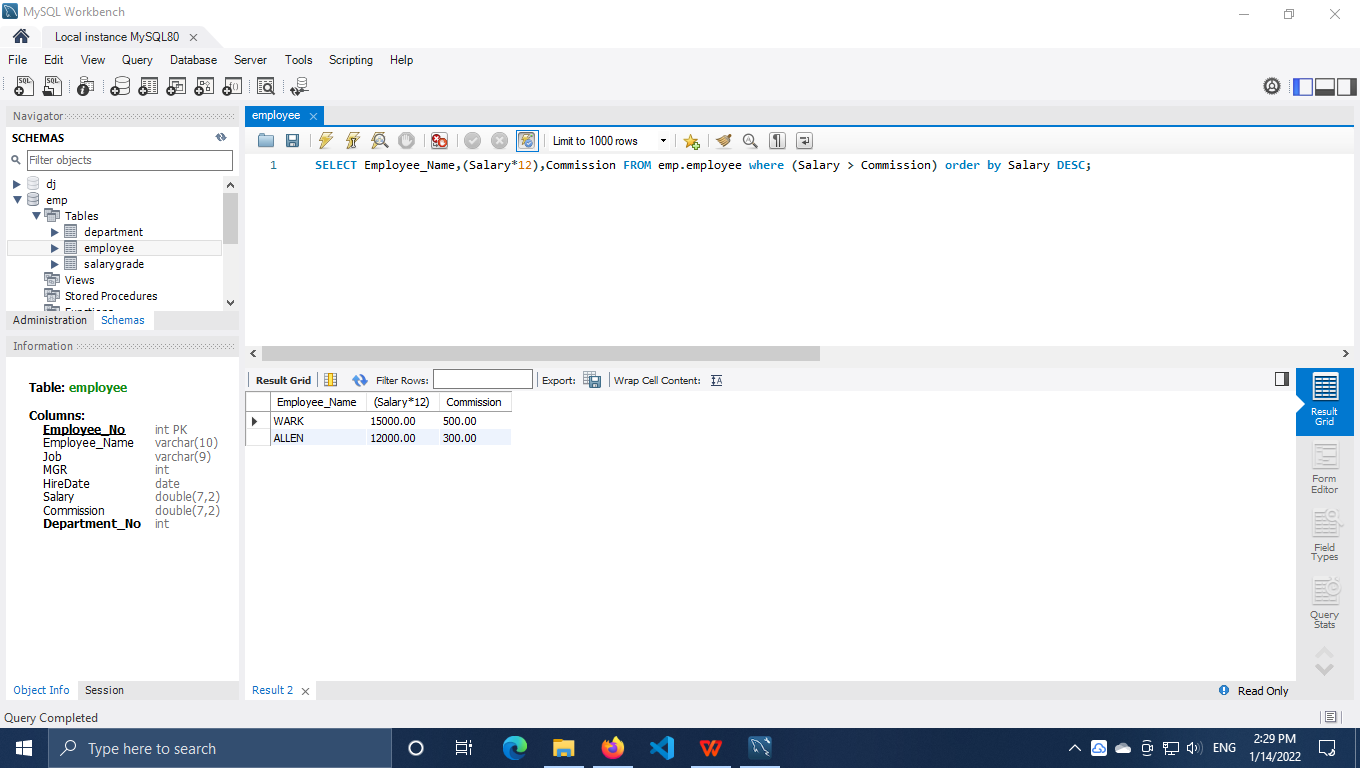 MySQL Workbench
Local instance MySQL80
File Edit View Query Database Server Tools Scripting Help
Navigator
SCHEMAS
Filter objects
dj
emp
Tables
department
employee
salarygrade
Views
Stored Procedures
Functions
Administration Schemas
Information
Table: employee
Columns:
Employee_No int PK
Employee_Name varchar(10)
Job varchar(9)
MGR int
HireDate date
Salary double(7,2)
Commission double(7,2)
Department_No int
Object Info Session
employee
Limit to 1000 rows
1 SELECT Employee_Name,(Salary*12),Commission FROM emp.employee where (Salary > Commission) order by Salary DESC;
Result Grid Filter Rows: Export: Wrap Cell Content:
Employee_Name (Salary*12) Commission
WARK 15000.00 500.00
ALLEN 12000.00 300.00
Result Grid
Form Editor
Field Types
Query Stats
Result 2
Read Only
Query Completed
Type here to search
ENG
2:29 PM
1/14/2022